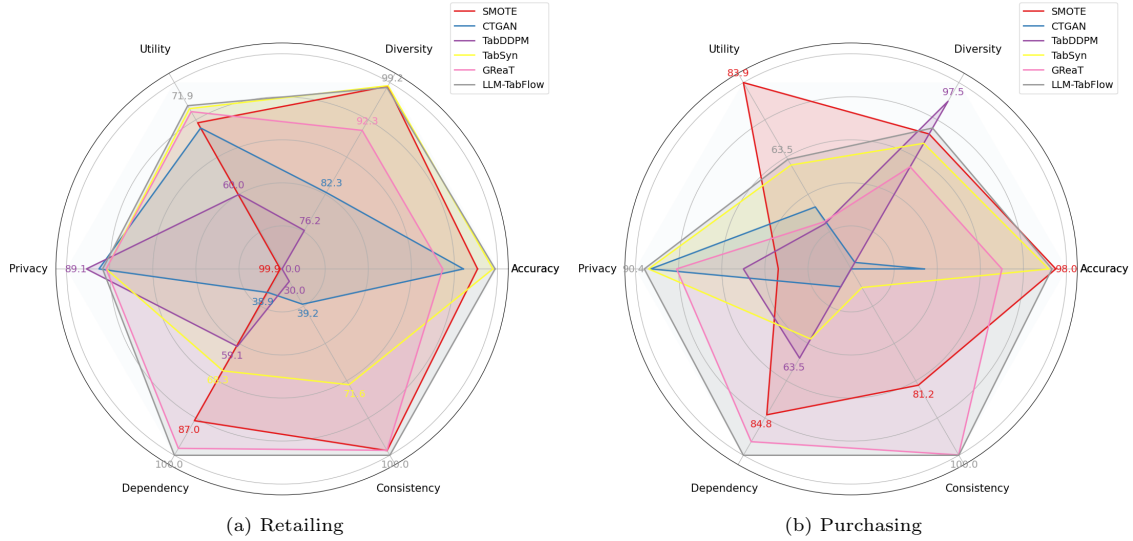 SMOTE
CTGAN
TabDDPM
TabSyn
GReaT
LLM-TabFlow
Utility
Diversity
99.2
71.9
92.3
60.0
82.3
76.2
Privacy
89.1
99.9
0.0
Accuracy
38.9
30.0
39.2
59.1
71.6
87.0
100.0
100.0
Dependency
Consistency
(a) Retailing
SMOTE
CTGAN
TabDDPM
TabSyn
GReaT
LLM-TabFlow
Utility
Diversity
83.9
97.5
63.5
Privacy
90.4
98.0
Accuracy
63.5
81.2
84.8
100.0
Dependency
Consistency
(b) Purchasing